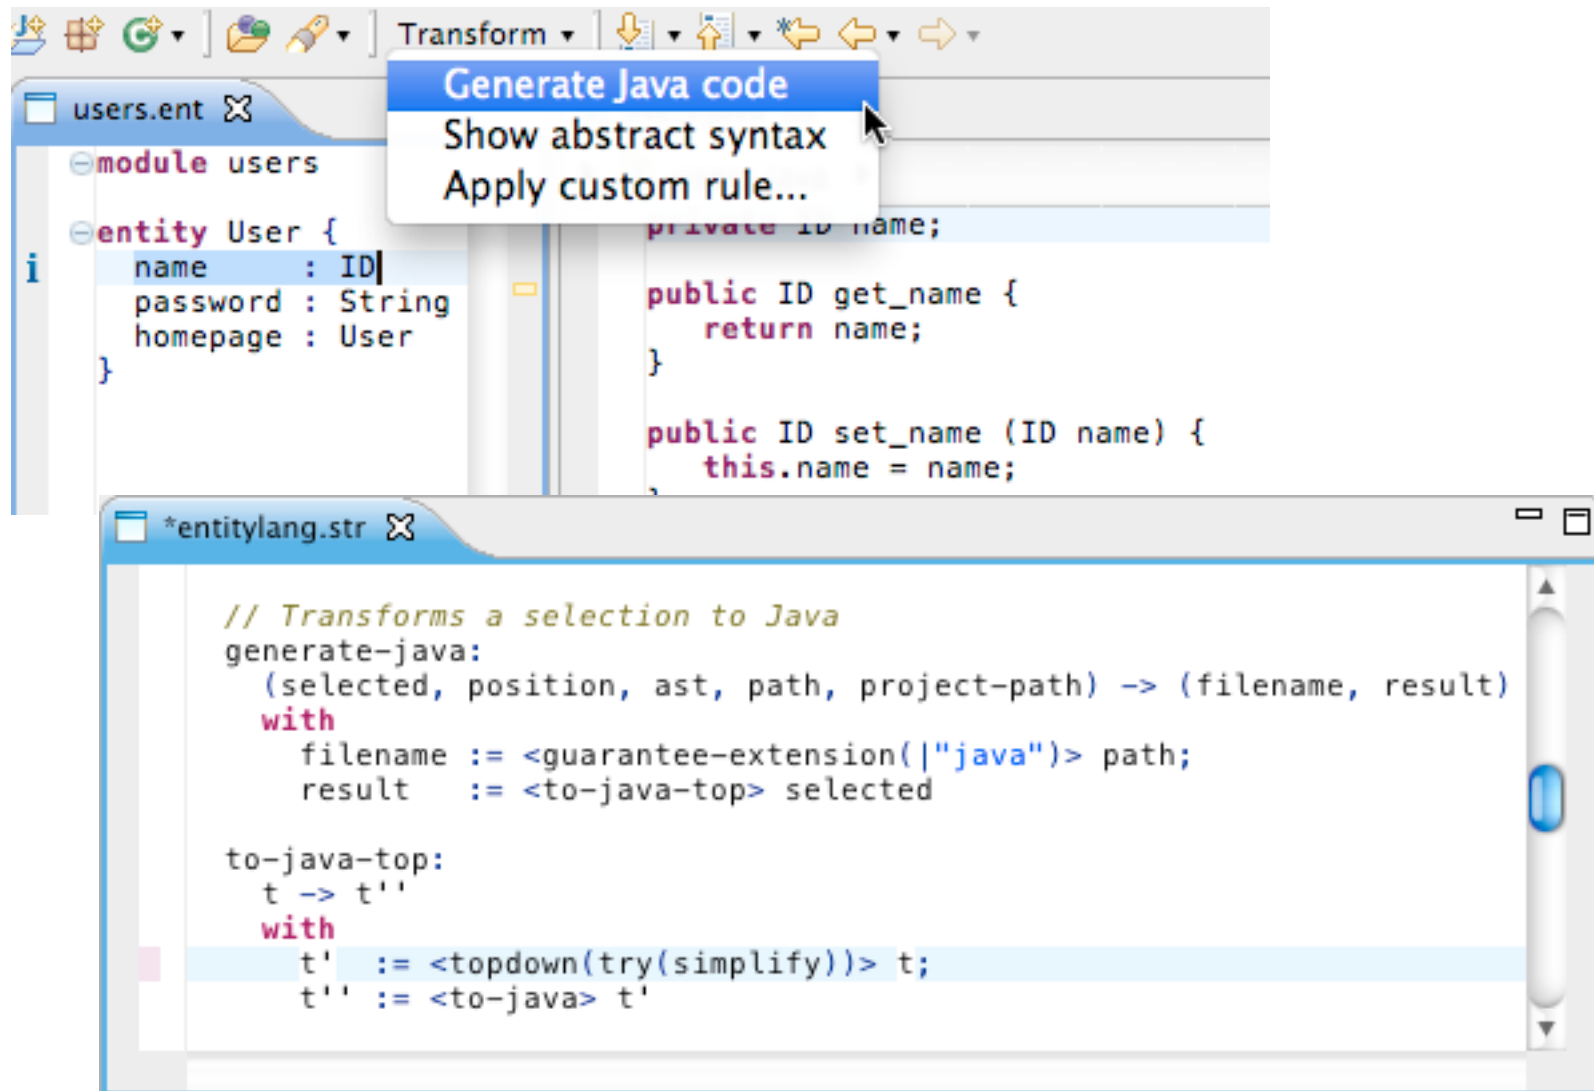 Transform
Generate Java code
Show abstract syntax
Apply custom rule...
users.ent
module users
entity User {
name : ID
password : String
homepage : User
}
private ID name;
public ID get_name {
return name;
}
public ID set_name (ID name) {
this.name = name;
*entitylang.str
// Transforms a selection to Java
generate-java:
(selected, position, ast, path, project-path) -> (filename, result)
with
filename := <guarantee-extension(|"java")> path;
result := <to-java-top> selected
to-java-top:
t -> t''
with
t' := <topdown(try(simplify))> t;
t'' := <to-java> t'